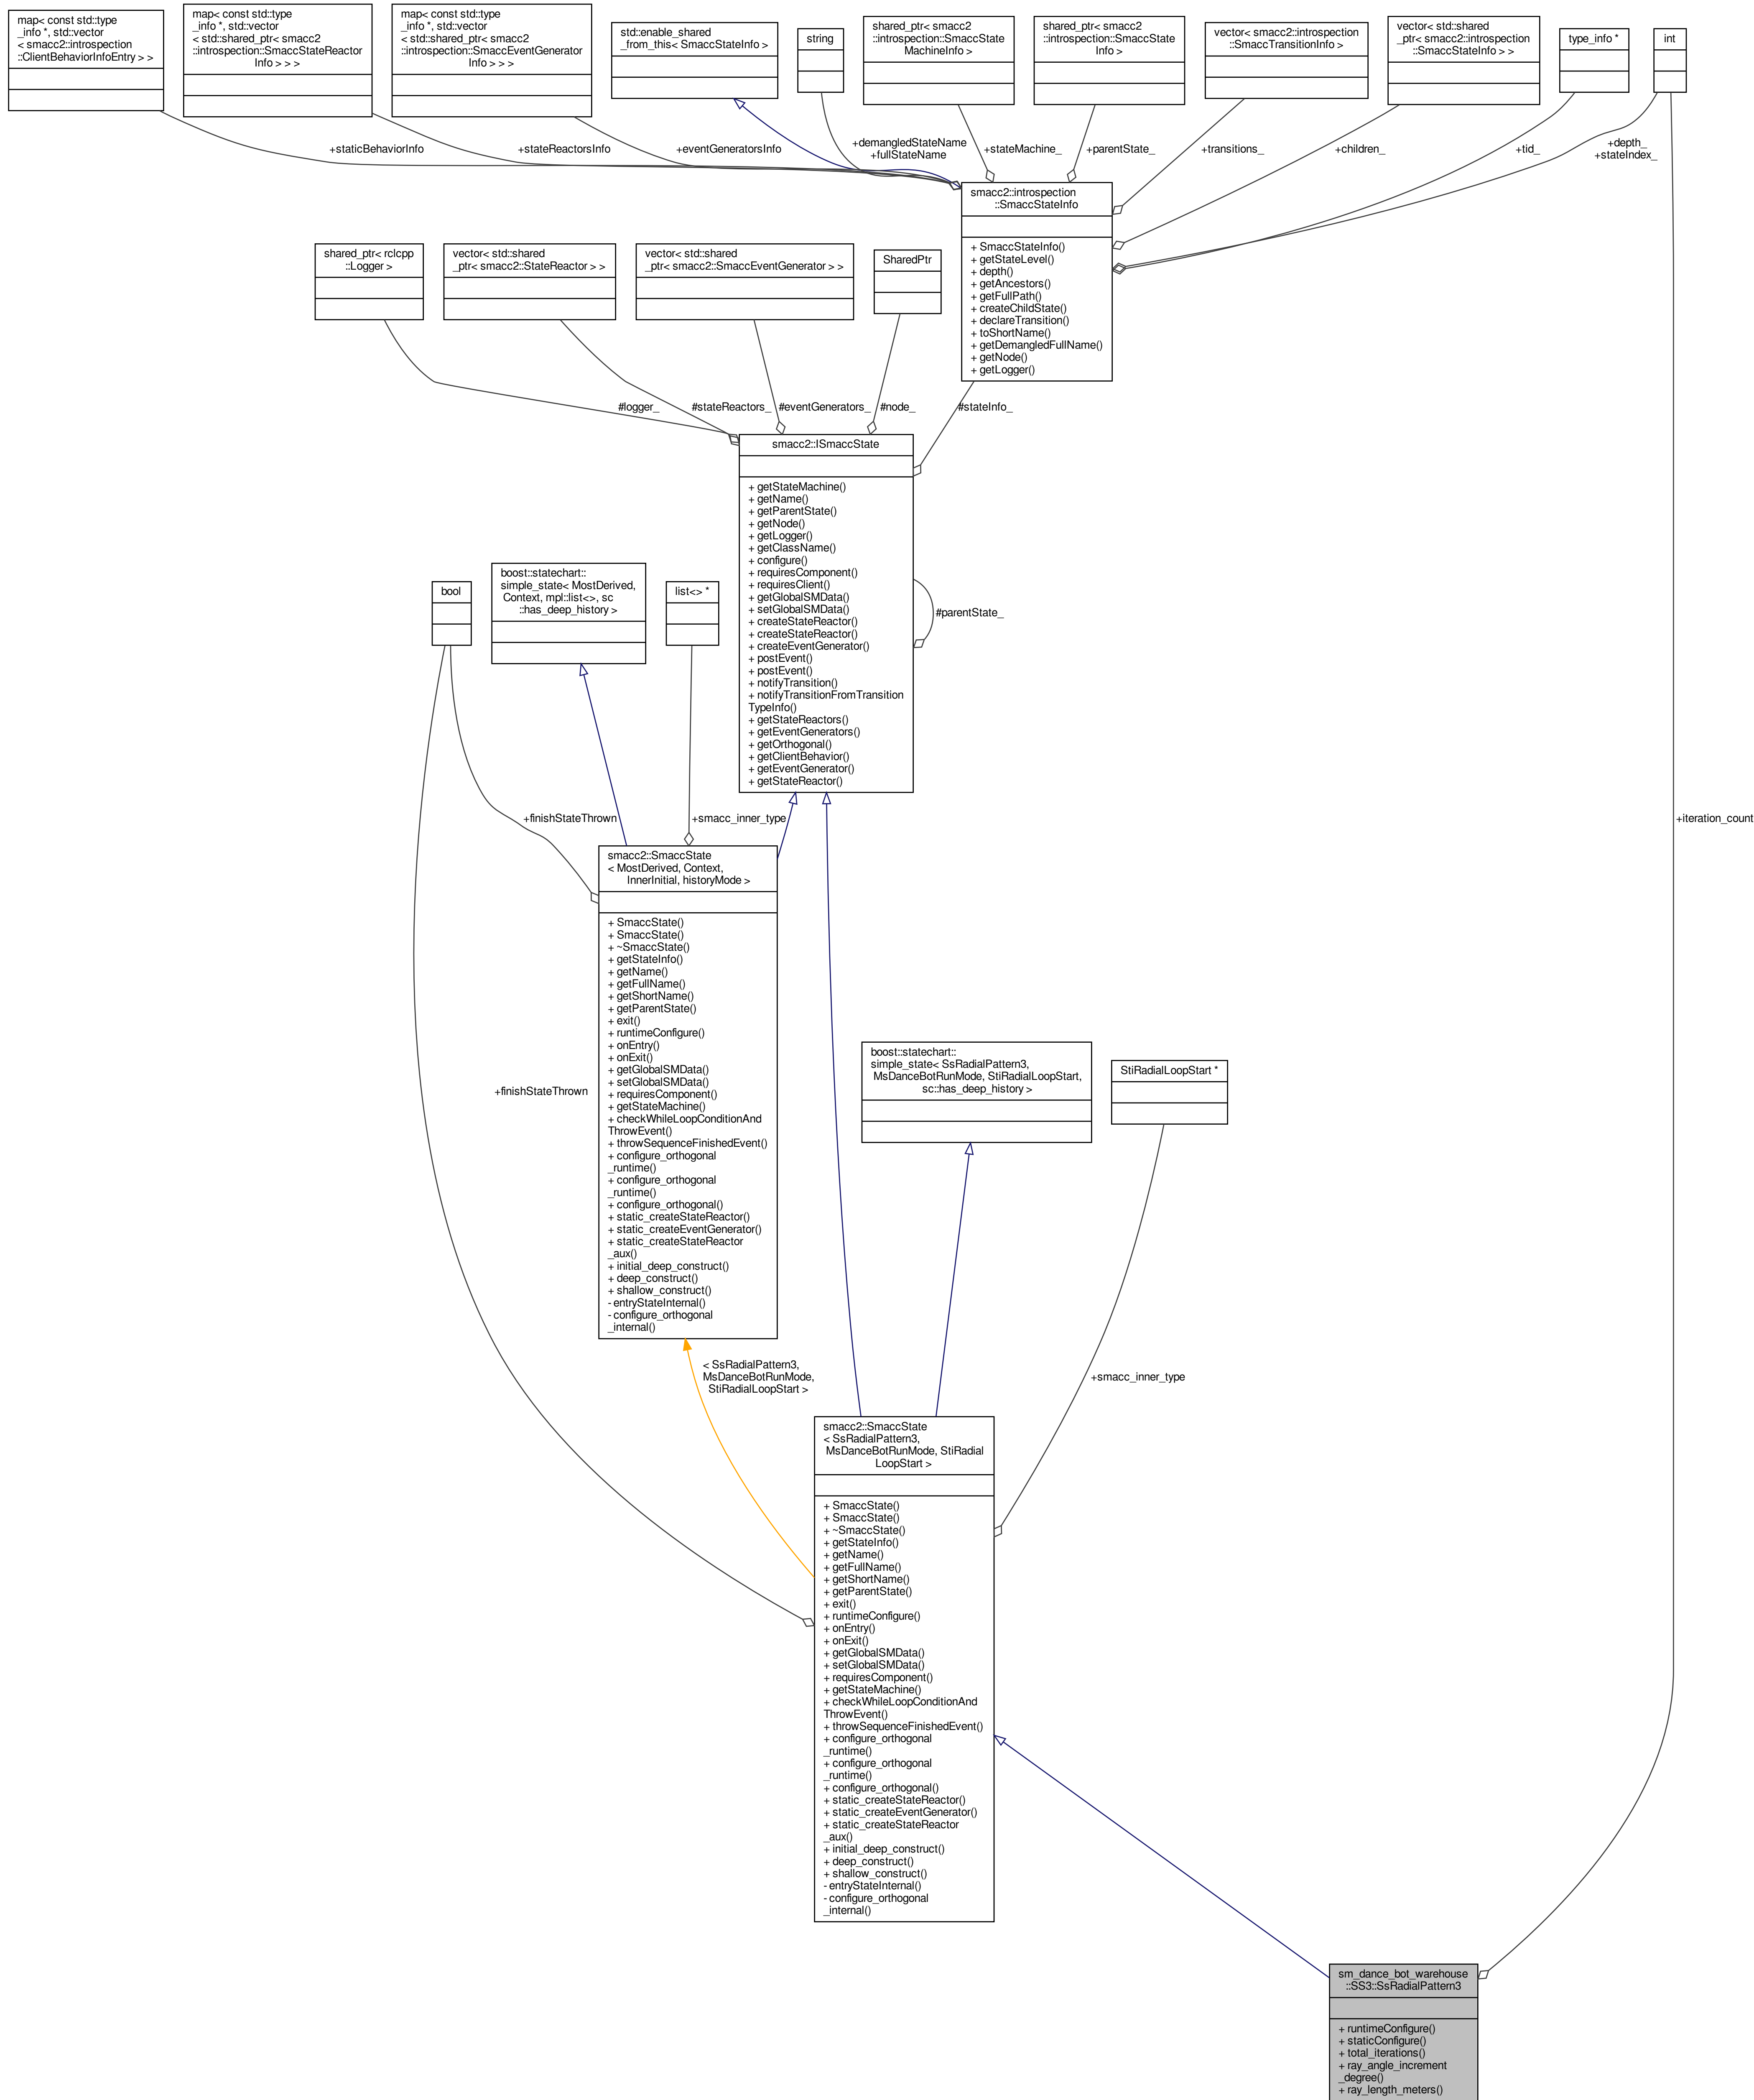 map< const std::type
_info *, std::vector
< smacc2::introspection
::ClientBehaviorInfoEntry > >
map< const std::type
_info *, std::vector
< std::shared_ptr< smacc2
::introspection::SmaccStateReactor
Info > > >
map< const std::type
_info *, std::vector
< std::shared_ptr< smacc2
::introspection::SmaccEventGenerator
Info > > >
std::enable_shared
_from_this< SmaccStateInfo >
string
shared_ptr< smacc2
::introspection::SmaccState
MachineInfo >
shared_ptr< smacc2
::introspection::SmaccState
Info >
vector< smacc2::introspection
::SmaccTransitionInfo >
vector< std::shared
_ptr< smacc2::introspection
::SmaccStateInfo > >
type_info *
int
+staticBehaviorInfo
+stateReactorsInfo
+eventGeneratorsInfo
+demangledStateName
+fullStateName
+stateMachine_
+parentState_
+transitions_
+children_
+tid_
+depth_
+stateIndex_
smacc2::introspection
::SmaccStateInfo
+ SmaccStateInfo()
+ getStateLevel()
+ depth()
+ getAncestors()
+ getFullPath()
+ createChildState()
+ declareTransition()
+ toShortName()
+ getDemangledFullName()
+ getNode()
+ getLogger()
shared_ptr< rclcpp
::Logger >
vector< std::shared
_ptr< smacc2::StateReactor > >
vector< std::shared
_ptr< smacc2::SmaccEventGenerator > >
SharedPtr
#logger_
#stateReactors_
#eventGenerators_
#node_
#stateInfo_
smacc2::ISmaccState
+ getStateMachine()
+ getName()
+ getParentState()
+ getNode()
+ getLogger()
+ getClassName()
+ configure()
+ requiresComponent()
+ requiresClient()
+ getGlobalSMData()
+ setGlobalSMData()
+ createStateReactor()
+ createStateReactor()
+ createEventGenerator()
+ postEvent()
+ postEvent()
+ notifyTransition()
+ notifyTransitionFromTransition
TypeInfo()
+ getStateReactors()
+ getEventGenerators()
+ getOrthogonal()
+ getClientBehavior()
+ getEventGenerator()
+ getStateReactor()
#parentState_
bool
boost::statechart::
simple_state< MostDerived,
Context, mpl::list<>, sc
::has_deep_history >
list<> *
+finishStateThrown
+smacc_inner_type
+iteration_count
smacc2::SmaccState
< MostDerived, Context,
InnerInitial, historyMode >
+ SmaccState()
+ SmaccState()
+ ~SmaccState()
+ getStateInfo()
+ getName()
+ getFullName()
+ getShortName()
+ getParentState()
+ exit()
+ runtimeConfigure()
+ onEntry()
+ onExit()
+ getGlobalSMData()
+ setGlobalSMData()
+ requiresComponent()
+ getStateMachine()
+ checkWhileLoopConditionAnd
ThrowEvent()
+ throwSequenceFinishedEvent()
+ configure_orthogonal
_runtime()
+ configure_orthogonal
_runtime()
+ configure_orthogonal()
+ static_createStateReactor()
+ static_createEventGenerator()
+ static_createStateReactor
_aux()
+ initial_deep_construct()
+ deep_construct()
+ shallow_construct()
- entryStateInternal()
- configure_orthogonal
_internal()
+finishStateThrown
boost::statechart::
simple_state< SsRadialPattern3,
MsDanceBotRunMode, StiRadialLoopStart,
sc::has_deep_history >
StiRadialLoopStart *
< SsRadialPattern3,
MsDanceBotRunMode,
StiRadialLoopStart >
+smacc_inner_type
smacc2::SmaccState
< SsRadialPattern3,
MsDanceBotRunMode, StiRadial
LoopStart >
+ SmaccState()
+ SmaccState()
+ ~SmaccState()
+ getStateInfo()
+ getName()
+ getFullName()
+ getShortName()
+ getParentState()
+ exit()
+ runtimeConfigure()
+ onEntry()
+ onExit()
+ getGlobalSMData()
+ setGlobalSMData()
+ requiresComponent()
+ getStateMachine()
+ checkWhileLoopConditionAnd
ThrowEvent()
+ throwSequenceFinishedEvent()
+ configure_orthogonal
_runtime()
+ configure_orthogonal
_runtime()
+ configure_orthogonal()
+ static_createStateReactor()
+ static_createEventGenerator()
+ static_createStateReactor
_aux()
+ initial_deep_construct()
+ deep_construct()
+ shallow_construct()
- entryStateInternal()
- configure_orthogonal
_internal()
sm_dance_bot_warehouse
::SS3::SsRadialPattern3
+ runtimeConfigure()
+ staticConfigure()
+ total_iterations()
+ ray_angle_increment
_degree()
+ ray_length_meters()